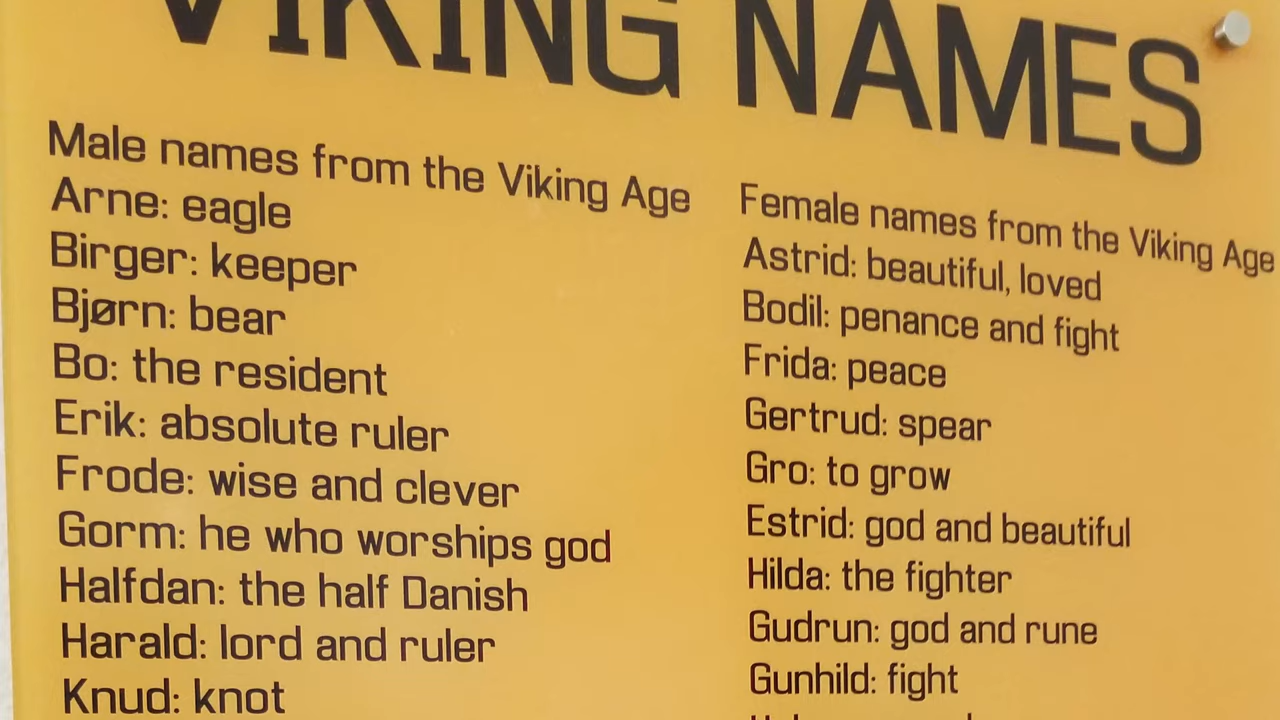 VIKING NAMES
Male names from the Viking Age
Arne: eagle
Birger: keeper
Bjørn: bear
Bo: the resident
Erik: absolute ruler
Frode: wise and clever
Gorm: he who worships god
Halfdan: the half Danish
Harald: lord and ruler
Knud: knot
Female names from the Viking Age
Astrid: beautiful, loved
Bodil: penance and fight
Frida: peace
Gertrud: spear
Gro: to grow
Estrid: god and beautiful
Hilda: the fighter
Gudrun: god and rune
Gunhild: fight